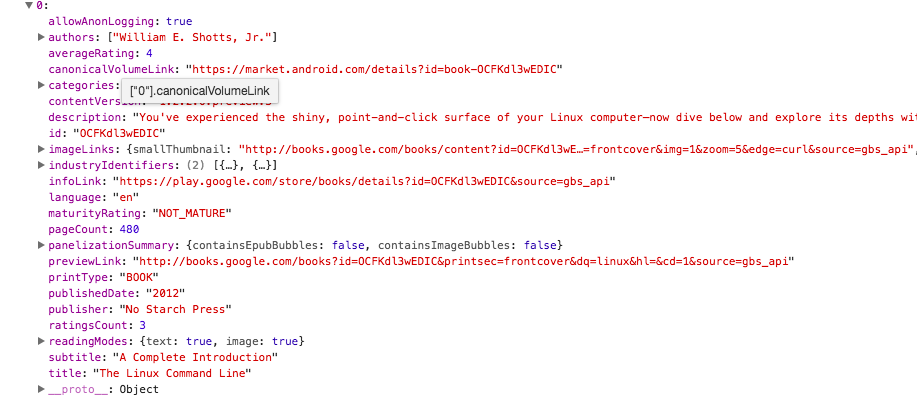 0:
allowAnonLogging: true
authors: ["William E. Shotts, Jr."]
averageRating: 4
canonicalVolumeLink: "https://market.android.com/details?id=book-OCFKdl3wEDIC"
categories:
["0"].canonicalVolumeLink
contentVersion:
description: "You've experienced the shiny, point-and-click surface of your Linux computer—now dive below and explore its depths wit
id: "OCFKdl3wEDIC"
imageLinks: {smallThumbnail: "http://books.google.com/books/content?id=OCFKdl3wE…=frontcover&img=1&zoom=5&edge=curl&source=gbs_api",
industryIdentifiers: (2) [{…}, {…}]
infoLink: "https://play.google.com/store/books/details?id=OCFKdl3wEDIC&source=gbs_api"
language: "en"
maturityRating: "NOT_MATURE"
pageCount: 480
panelizationSummary: {containsEpubBubbles: false, containsImageBubbles: false}
previewLink: "http://books.google.com/books?id=OCFKdl3wEDIC&printsec=frontcover&dq=linux&hl=&cd=1&source=gbs_api"
printType: "BOOK"
publishedDate: "2012"
publisher: "No Starch Press"
ratingsCount: 3
readingModes: {text: true, image: true}
subtitle: "A Complete Introduction"
title: "The Linux Command Line"
__proto__: Object